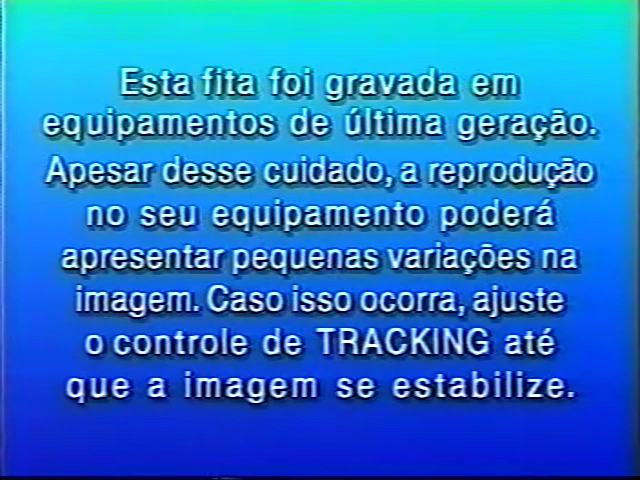 Esta fita foi gravada em
equipamentos de última geração.
Apesar desse cuidado, a reprodução
no seu equipamento poderá
apresentar pequenas variações na
imagem. Caso isso ocorra, ajuste
o controle de TRACKING até
que a imagem se estabilize.